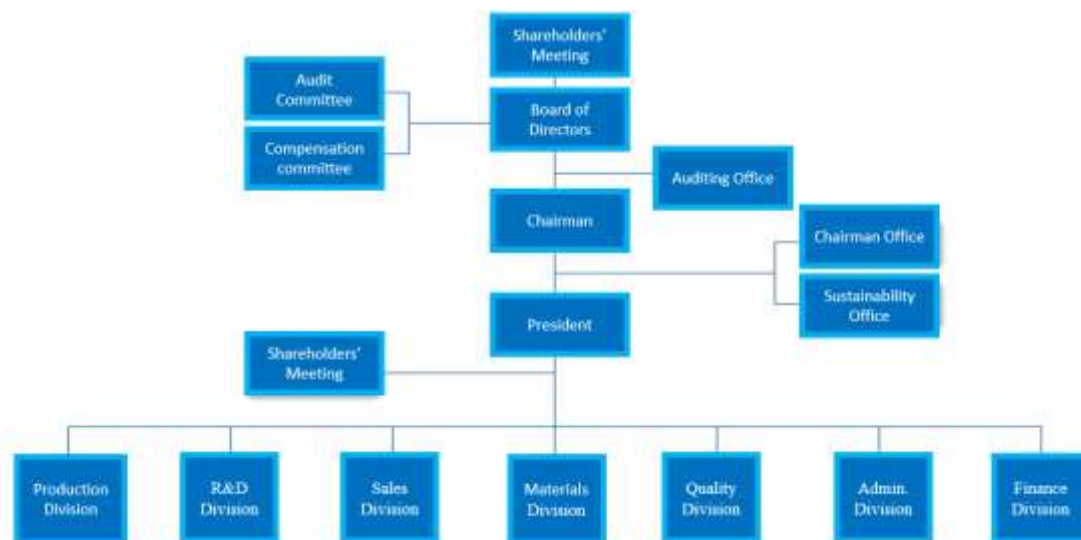 Shareholders'
Meeting
Audit
Committee
Board of
Directors
Compensation
committee
Auditing Office
Chairman
Chairman Office
Sustainability
Office
President
Shareholders'
Meeting
Production
Division
R&D
Division
Sales
Division
Materials
Division
Quality
Division
Admin.
Division
Finance
Division